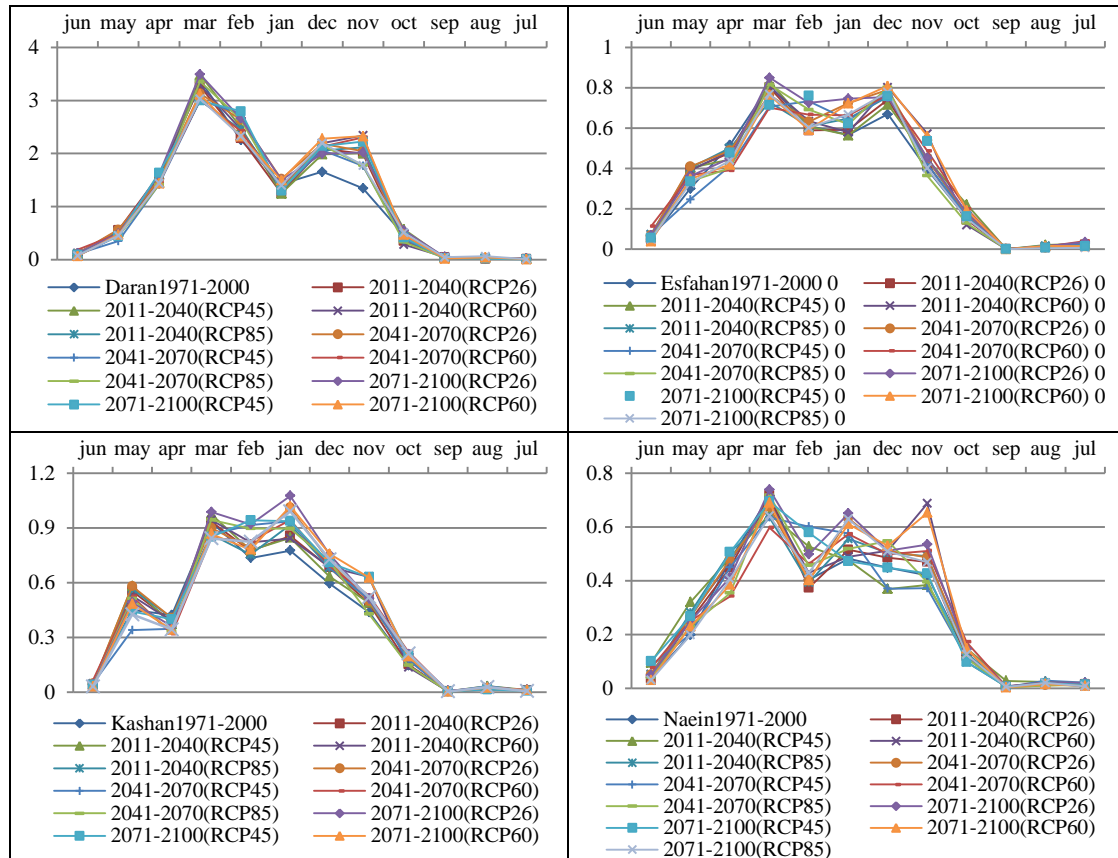 jun may apr mar feb jan dec nov oct sep aug jul
4
3
2
1
0
Daran1971-2000 2011-2040(RCP26)
2011-2040(RCP45) 2011-2040(RCP60)
2011-2040(RCP85) 2041-2070(RCP26)
2041-2070(RCP45) 2041-2070(RCP60)
2041-2070(RCP85) 2071-2100(RCP26)
2071-2100(RCP45) 2071-2100(RCP60)
jun may apr mar feb jan dec nov oct sep aug jul
1
0.8
0.6
0.4
0.2
0
Esfahan1971-2000 0 2011-2040(RCP26) 0
2011-2040(RCP45) 0 2011-2040(RCP60) 0
2011-2040(RCP85) 0 2041-2070(RCP26) 0
2041-2070(RCP45) 0 2041-2070(RCP60) 0
2041-2070(RCP85) 0 2071-2100(RCP26) 0
2071-2100(RCP45) 0 2071-2100(RCP60) 0
2071-2100(RCP85) 0
jun may apr mar feb jan dec nov oct sep aug jul
1.2
0.9
0.6
0.3
0
Kashan1971-2000 2011-2040(RCP26)
2011-2040(RCP45) 2011-2040(RCP60)
2011-2040(RCP85) 2041-2070(RCP26)
2041-2070(RCP45) 2041-2070(RCP60)
2041-2070(RCP85) 2071-2100(RCP26)
2071-2100(RCP45) 2071-2100(RCP60)
jun may apr mar feb jan dec nov oct sep aug jul
0.8
0.6
0.4
0.2
0
Naein1971-2000 2011-2040(RCP26)
2011-2040(RCP45) 2011-2040(RCP60)
2011-2040(RCP85) 2041-2070(RCP26)
2041-2070(RCP45) 2041-2070(RCP60)
2041-2070(RCP85) 2071-2100(RCP26)
2071-2100(RCP45) 2071-2100(RCP60)
2071-2100(RCP85)